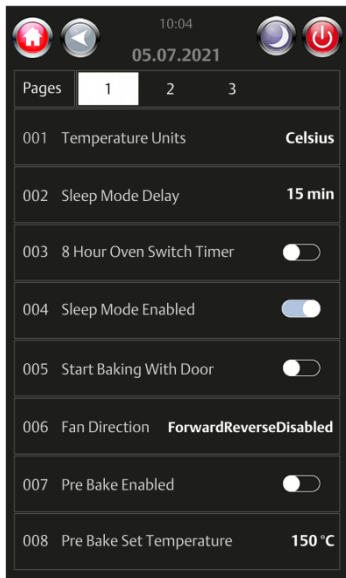 10:04
05.07.2021
Pages 1 2 3
001 Temperature Units Celsius
002 Sleep Mode Delay 15 min
003 8 Hour Oven Switch Timer
004 Sleep Mode Enabled
005 Start Baking With Door
006 Fan Direction ForwardReverseDisabled
007 Pre Bake Enabled
008 Pre Bake Set Temperature 150 °C